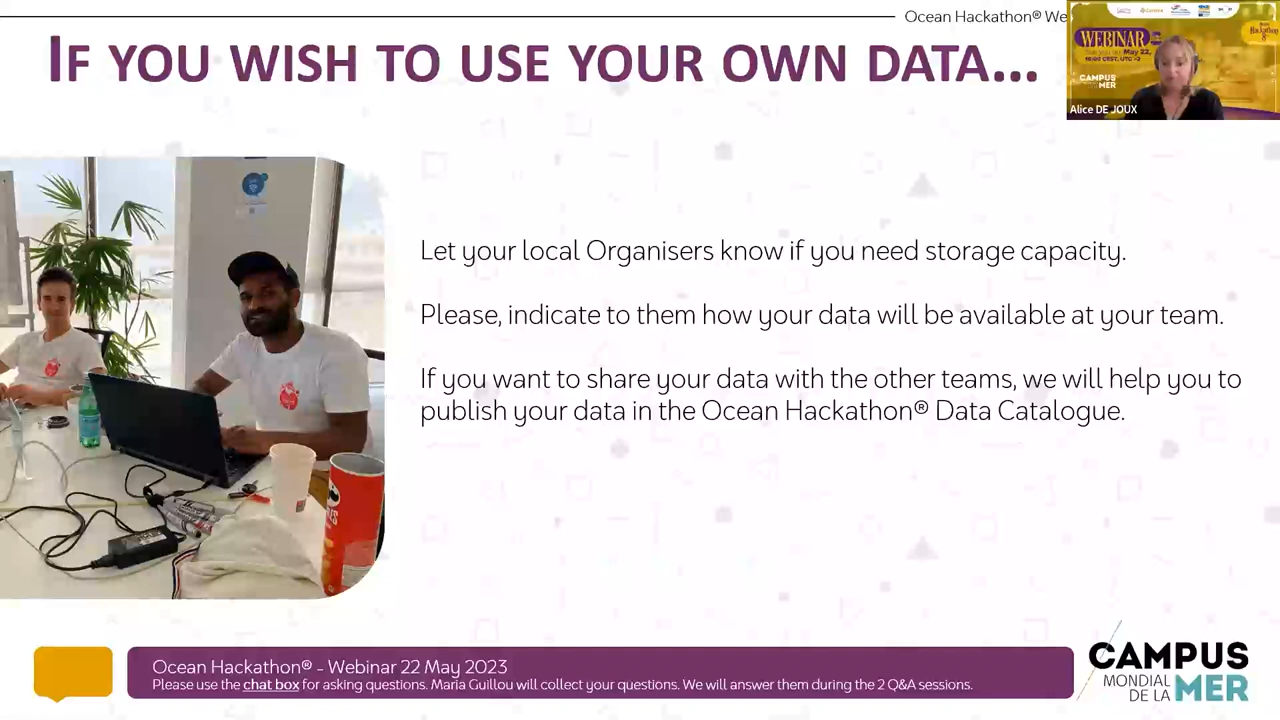 Ocean Hackathon® We
IF YOU WISH TO USE YOUR OWN DATA...
WEBINAR
May 22,
CAMPUS
MER
Alice DE JOUX
Let your local Organisers know if you need storage capacity.
Please, indicate to them how your data will be available at your team.
If you want to share your data with the other teams, we will help you to
publish your data in the Ocean Hackathon® Data Catalogue.
Ocean Hackathon® - Webinar 22 May 2023
Please use the chat box for asking questions. Maria Guillou will collect your questions. We will answer them during the 2 Q&A sessions.
CAMPUS
MONDIAL
DE LA MER